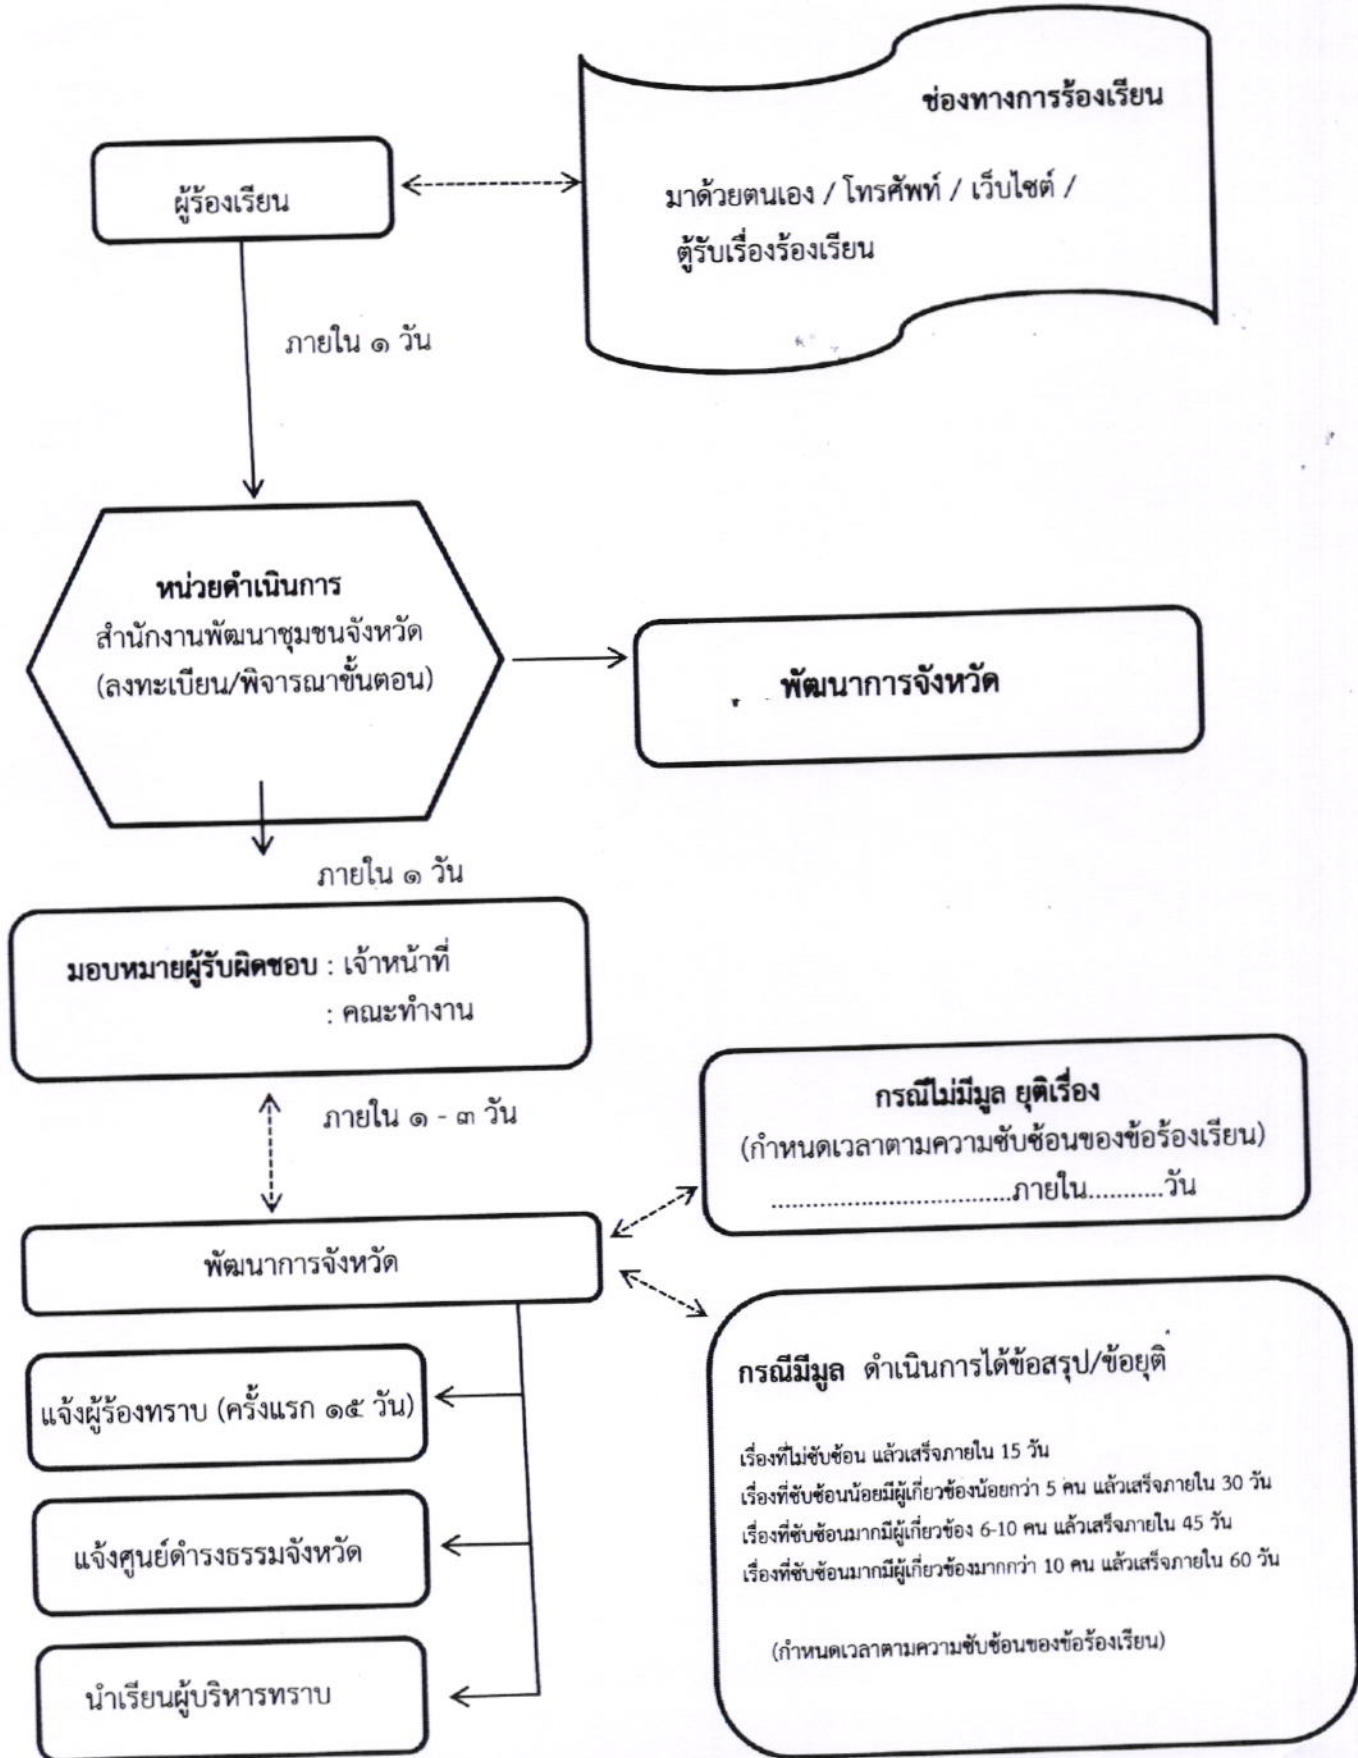 ช่องทางการร้องเรียน
ผู้ร้องเรียน
มาด้วยตนเอง / โทรศัพท์ / เว็บไซต์ /
ตู้รับเรื่องร้องเรียน
ภายใน ๑ วัน
หน่วยดำเนินการ
สำนักงานพัฒนาชุมชนจังหวัด
(ลงทะเบียน/พิจารณาขั้นตอน)
พัฒนาการจังหวัด
ภายใน ๑ วัน
มอบหมายผู้รับผิดชอบ : เจ้าหน้าที่
: คณะทำงาน
ภายใน ๑ - ๓ วัน
กรณีไม่มีมูล ยุติเรื่อง
(กำหนดเวลาตามความซับซ้อนของข้อร้องเรียน)
....................................ภายใน...........วัน
พัฒนาการจังหวัด
แจ้งผู้ร้องทราบ (ครั้งแรก ๑๕ วัน)
แจ้งศูนย์ดำรงธรรมจังหวัด
นำเรียนผู้บริหารทราบ
กรณีมีมูล ดำเนินการได้ข้อสรุป/ข้อยุติ
เรื่องที่ไม่ซับซ้อน แล้วเสร็จภายใน 15 วัน
เรื่องที่ซับซ้อนน้อยมีผู้เกี่ยวข้องน้อยกว่า 5 คน แล้วเสร็จภายใน 30 วัน
เรื่องที่ซับซ้อนมากมีผู้เกี่ยวข้อง 6-10 คน แล้วเสร็จภายใน 45 วัน
เรื่องที่ซับซ้อนมากมีผู้เกี่ยวข้องมากกว่า 10 คน แล้วเสร็จภายใน 60 วัน
(กำหนดเวลาตามความซับซ้อนของข้อร้องเรียน)